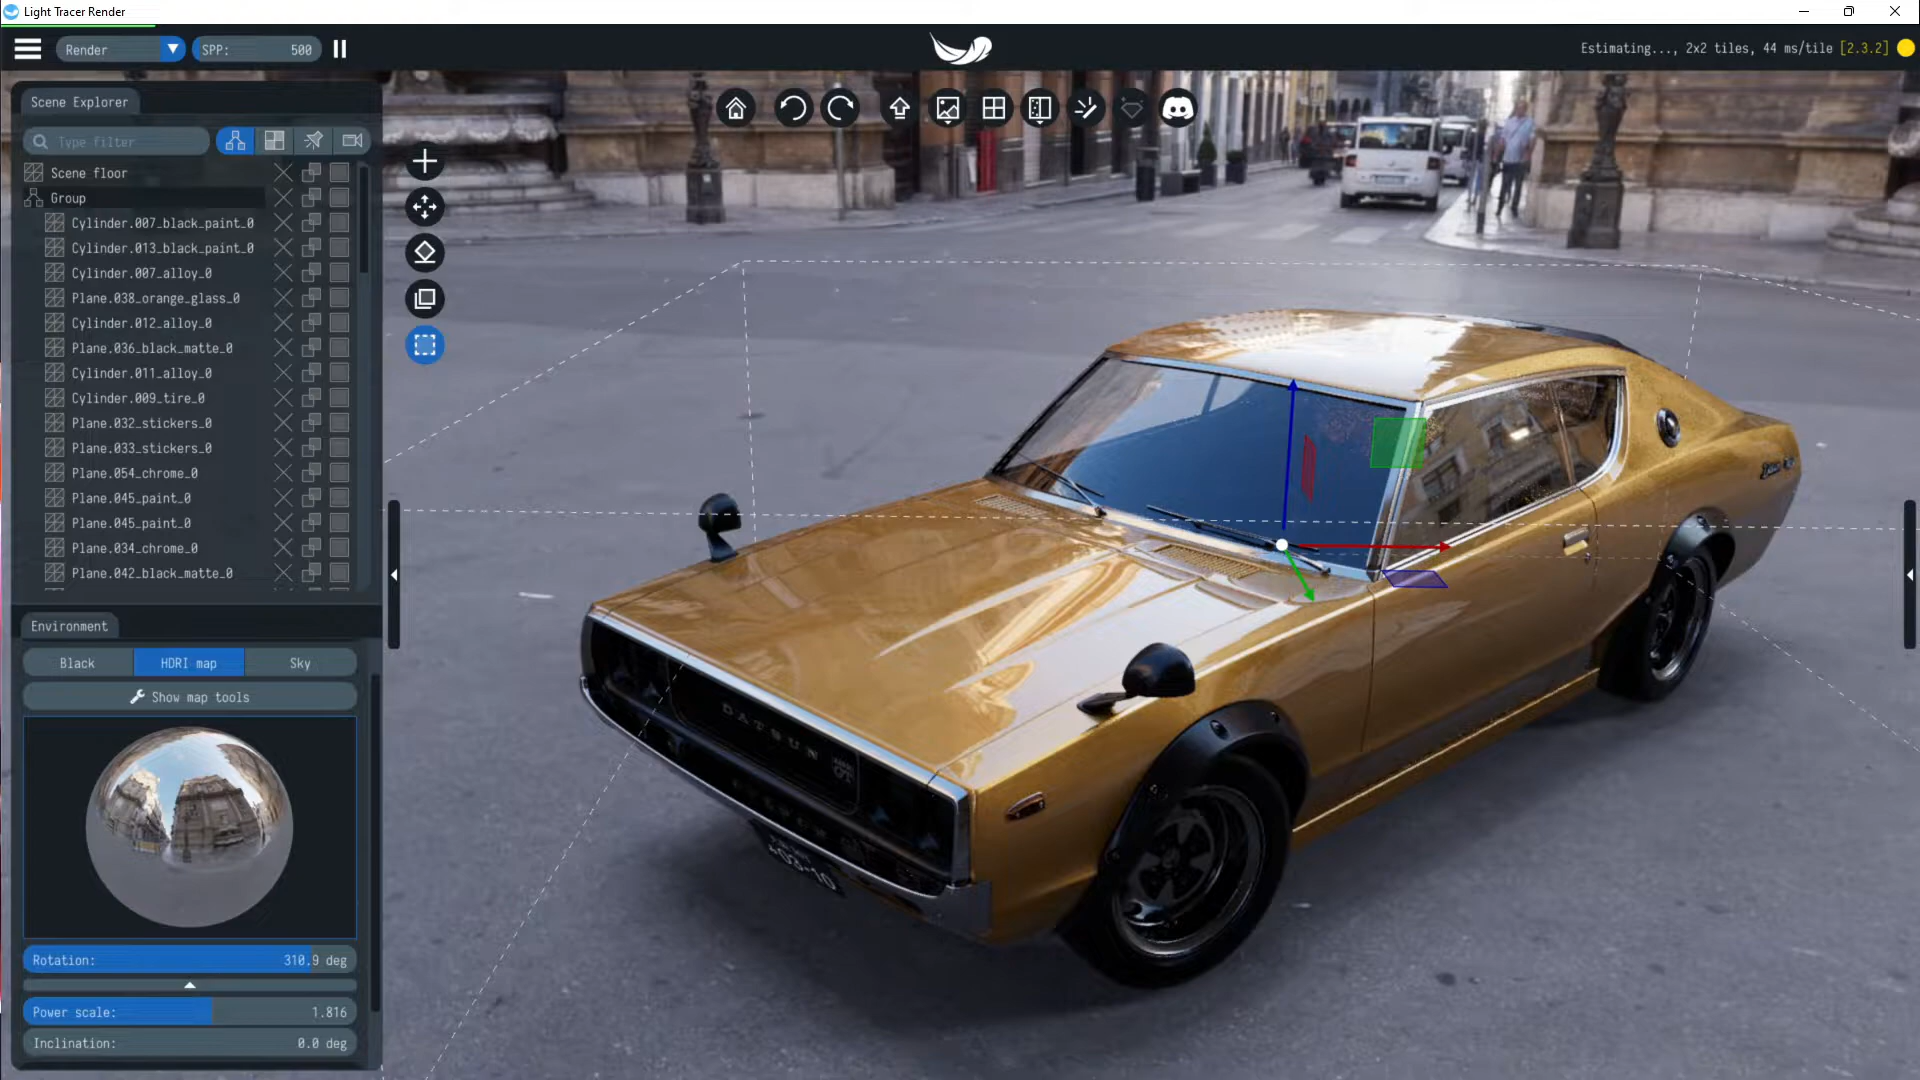 Light Tracer Render
Render
SPP: 500
Estimating..., 2x2 tiles, 44 ms/tile [2.3.2]
Scene Explorer
Type filter
Scene floor
Group
Cylinder.007_black_paint_0
Cylinder.013_black_paint_0
Cylinder.007_alloy_0
Plane.038_orange_glass_0
Cylinder.012_alloy_0
Plane.036_black_matte_0
Cylinder.011_alloy_0
Cylinder.009_tire_0
Plane.032_stickers_0
Plane.033_stickers_0
Plane.054_chrome_0
Plane.045_paint_0
Plane.045_paint_0
Plane.034_chrome_0
Plane.042_black_matte_0
Environment
Black
HDRI map
Sky
Show map tools
Rotation: 310.9 deg
Power scale: 1.816
Inclination: 0.0 deg
DATSUN
GT